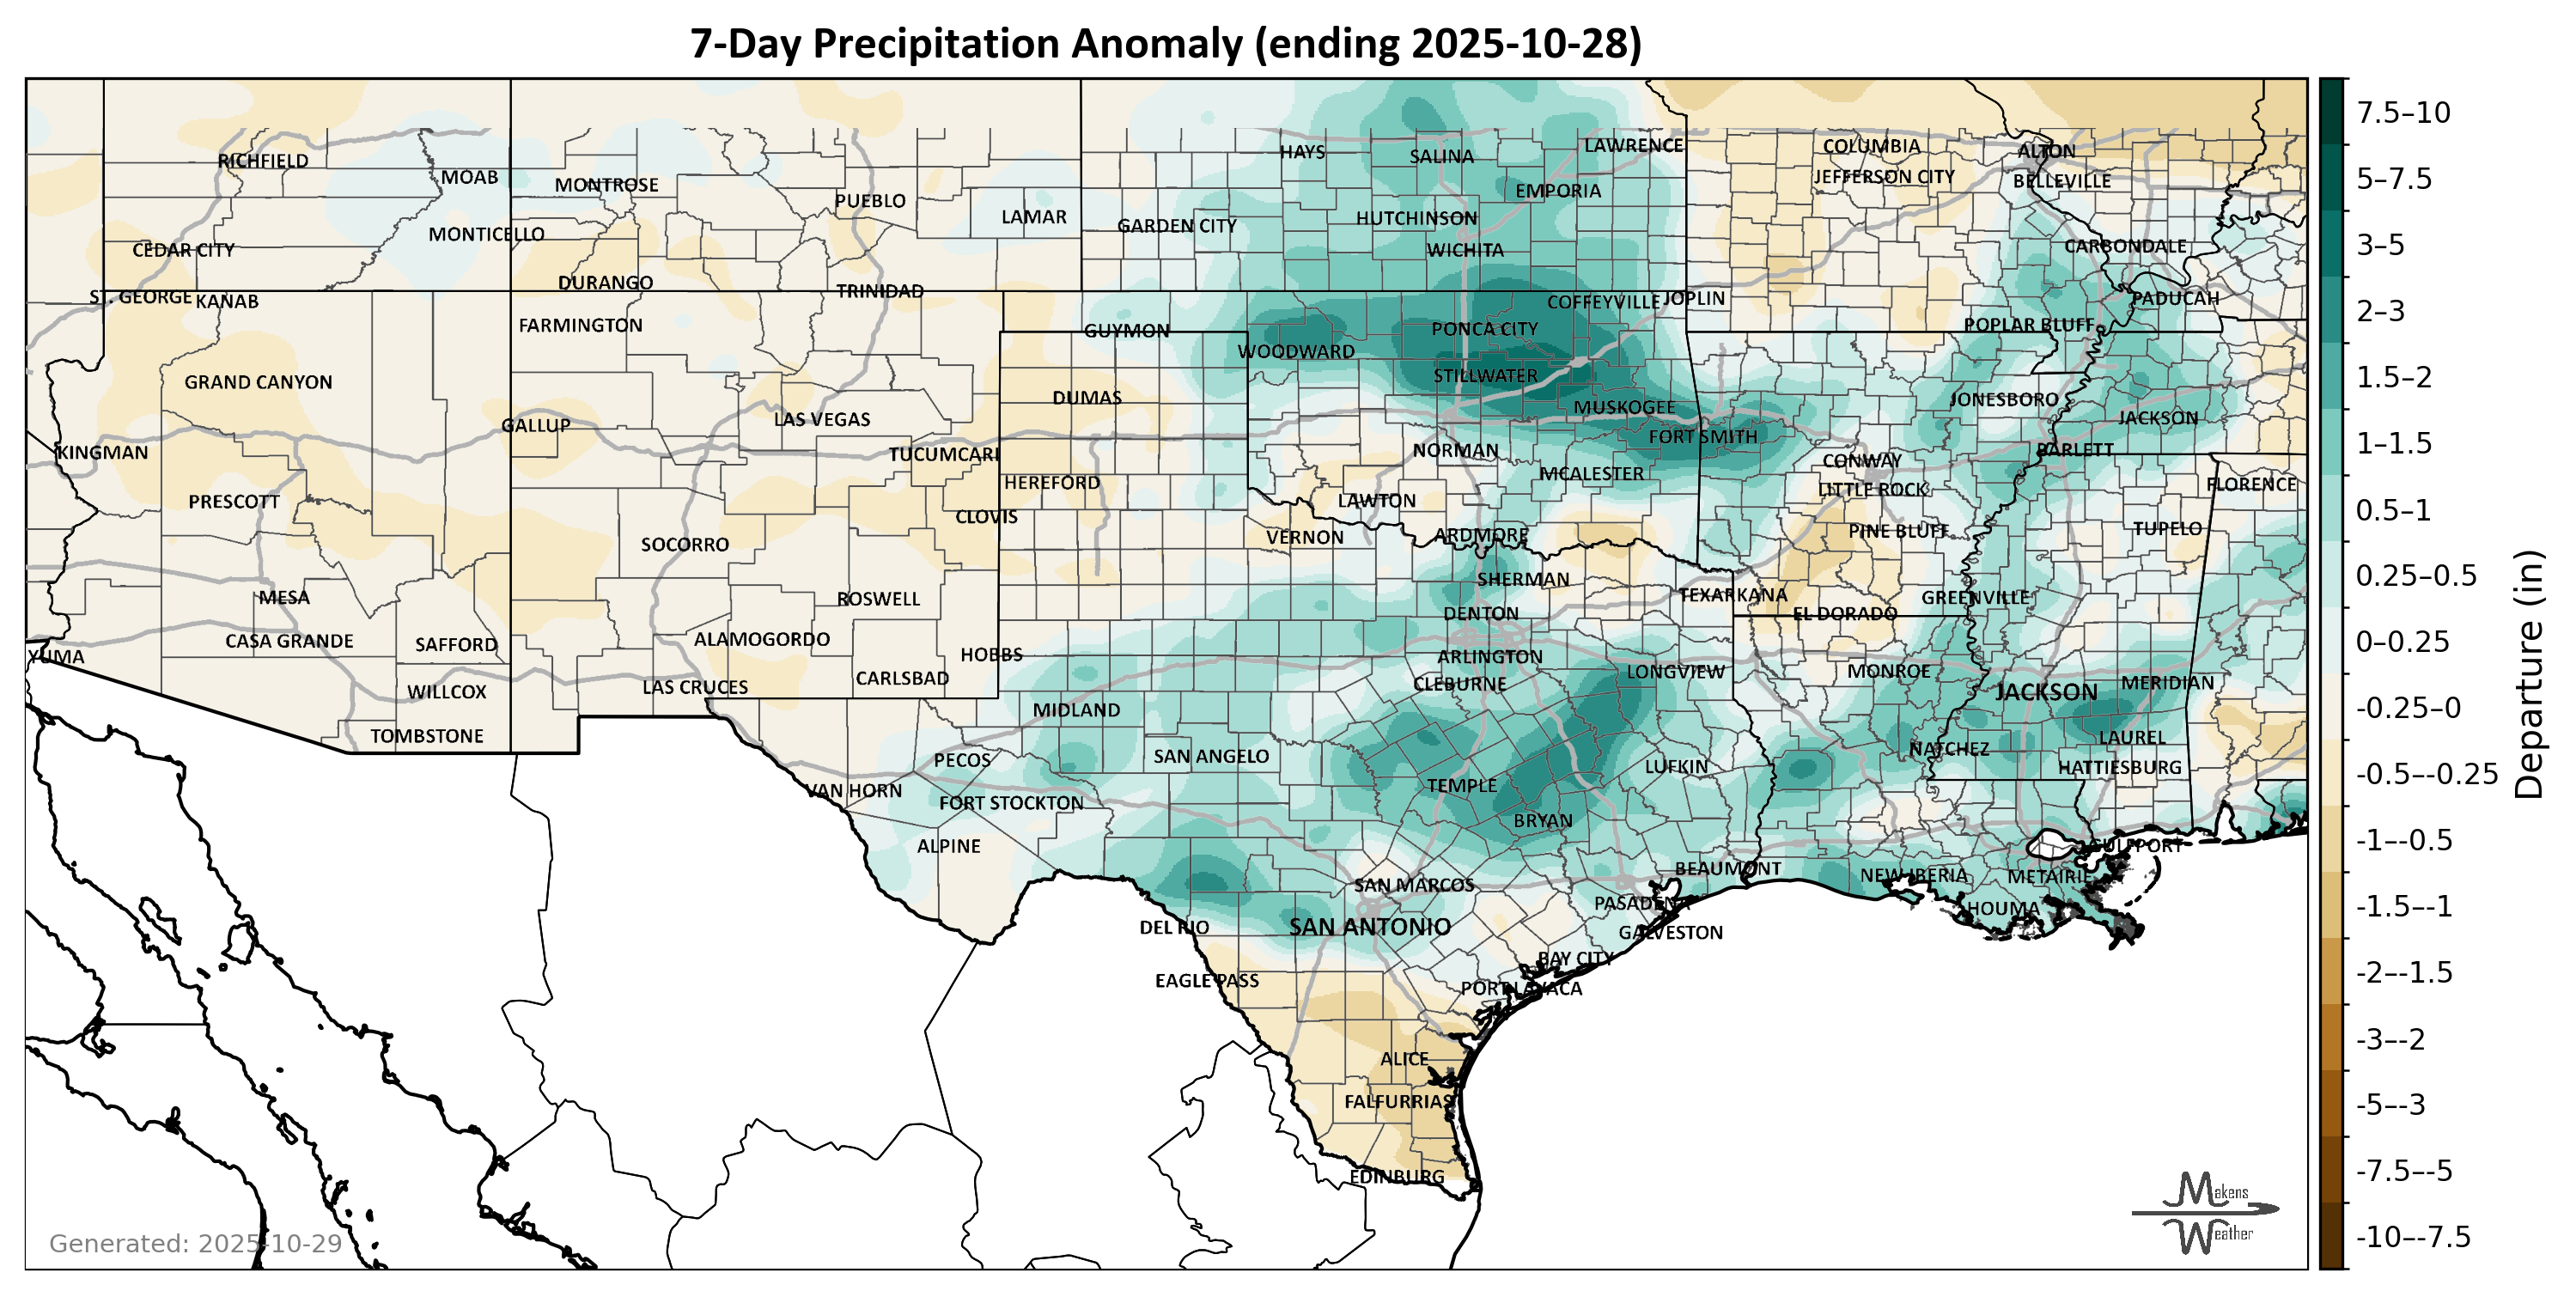 7-Day Precipitation Anomaly (ending 2025-10-28)
HAYS
SALINA
LAWRENCE
COLUMBIA
ALTON
RICHFIELD
MOAB
MONTROSE
EMPORIA
JEFFERSON CITY
BELLEVILLE
PUEBLO
LAMAR
GARDEN CITY
HUTCHINSON
MONTICELLO
CEDAR CITY
WICHITA
CARBONDALE
DURANGO
TRINIDAD
ST. GEORGE
KANAB
COFFEYVILLE
JOPLIN
PADUCAH
FARMINGTON
GUYMON
PONCA CITY
POPLAR BLUFF
WOODWARD
GRAND CANYON
STILLWATER
DUMAS
MUSKOGEE
JONESBORO
JACKSON
LAS VEGAS
GALLUP
FORT SMITH
KINGMAN
TUCUMCARI
NORMAN
BARLETT
CONWAY
MCALESTER
HEREFORD
LITTLE ROCK
FLORENCE
PRESCOTT
LAWTON
CLOVIS
VERNON
ARDMORE
PINE BLUFF
TUPELO
SOCORRO
SHERMAN
MESA
ROSWELL
DENTON
TEXARKANA
EL DORADO
GREENVILLE
CASA GRANDE
SAFFORD
ALAMOGORDO
YUMA
HOBBS
ARLINGTON
LONGVIEW
MONROE
CARLSBAD
CLEBURNE
WILLCOX
LAS CRUCES
JACKSON
MERIDIAN
MIDLAND
TOMBSTONE
SAN ANGELO
PECOS
NATCHEZ
LAUREL
LUFKIN
HATTIESBURG
VAN HORN
FORT STOCKTON
TEMPLE
BRYAN
ALPINE
GULFPORT
SAN MARCOS
BEAUMONT
NEW IBERIA
METAIRIE
PASADENA
HOUMA
DEL RIO
SAN ANTONIO
GALVESTON
EAGLE PASS
BAY CITY
PORT LAVACA
ALICE
FALFURRIAS
EDINBURG
Generated: 2025-10-29
Makens
Weather
7.5–10
5–7.5
3–5
2–3
1.5–2
1–1.5
0.5–1
0.25–0.5
0–0.25
-0.25–0
-0.5–-0.25
-1–-0.5
-1.5–-1
-2–-1.5
-3–-2
-5–-3
-7.5–-5
-10–-7.5
Departure (in)